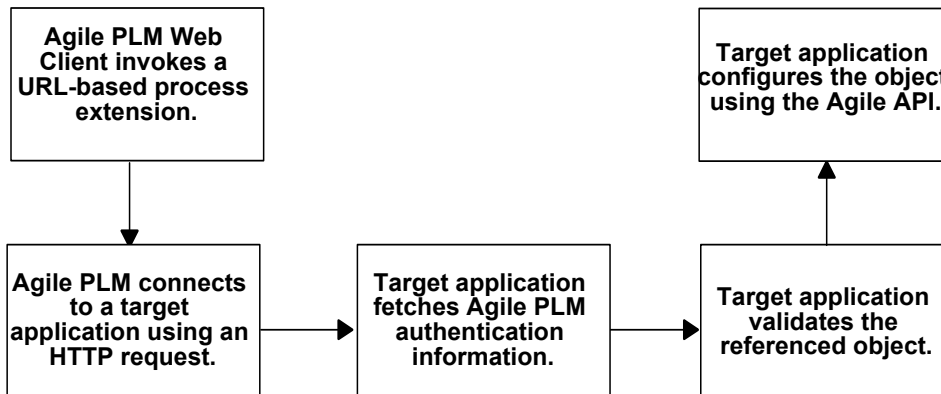 Agile PLM Web
Client invokes a
URL-based process
extension.
Agile PLM connects
to a target
application using an
HTTP request.
Target application
fetches Agile PLM
authentication
information.
Target application
validates the
referenced object.
Target application
configures the object
using the Agile API.